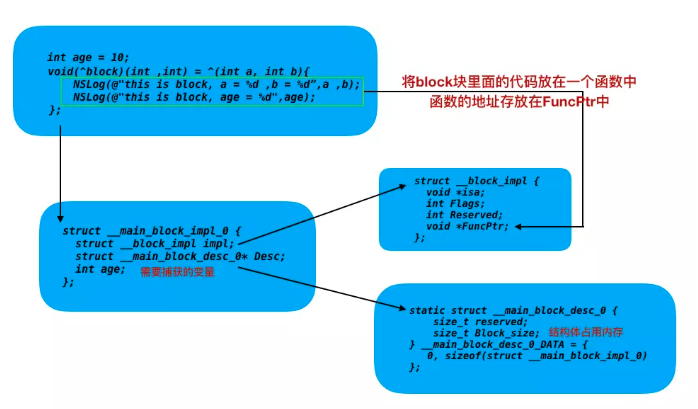 int age = 10;
void(^block)(int ,int) = ^(int a, int b){
NSLog(@"this is block, a = %d ,b = %d",a ,b);
NSLog(@"this is block, age = %d",age);
};
将block块里面的代码放在一个函数中
函数的地址存放在FuncPtr中
struct __block_impl {
void *isa;
int Flags;
int Reserved;
void *FuncPtr;
};
struct __main_block_impl_0 {
struct __block_impl impl;
struct __main_block_desc_0* Desc;
int age; 需要捕获的变量
};
static struct __main_block_desc_0 {
size_t reserved;
size_t Block_size; 结构体占用内存
} __main_block_desc_0_DATA = {
0, sizeof(struct __main_block_impl_0)
};